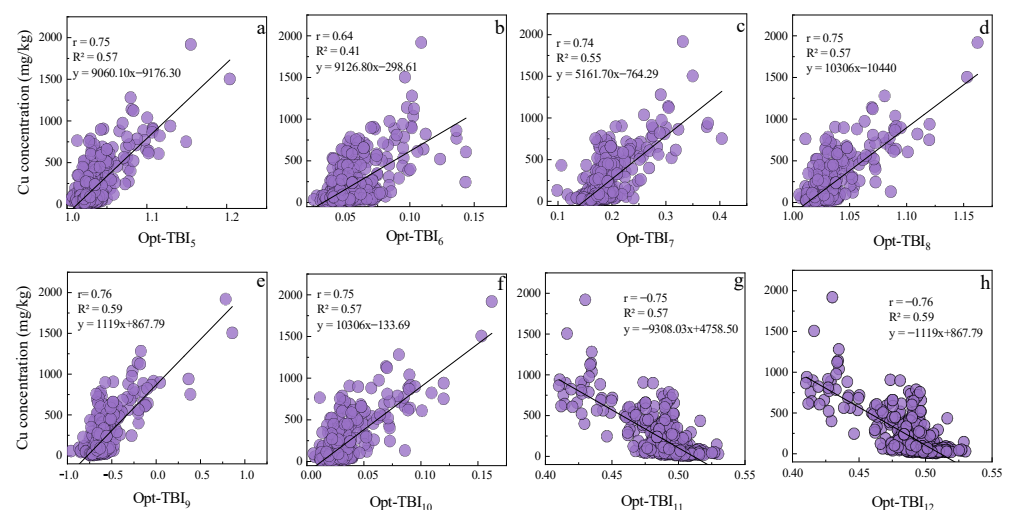 a
r = 0.75
R² = 0.57
y = 9060.10x−9176.30
Cu concentration (mg/kg)
2000
1500
1000
500
0
1.0 1.1 1.2
Opt-TBI₅
b
r = 0.64
R² = 0.41
y = 9126.80x−298.61
2000
1500
1000
500
0
0.05 0.10 0.15
Opt-TBI₆
c
r = 0.74
R² = 0.55
y = 5161.70x−764.29
2000
1500
1000
500
0
0.1 0.2 0.3 0.4
Opt-TBI₇
d
r = 0.75
R² = 0.57
y = 10306x−10440
2000
1500
1000
500
0
1.00 1.05 1.10 1.15
Opt-TBI₈
e
r= 0.76
R² = 0.59
y = 1119x+867.79
Cu concentration (mg/kg)
2000
1500
1000
500
0
−1.0 −0.5 0.0 0.5 1.0
Opt-TBI₉
f
r = 0.75
R² = 0.57
y = 10306x−133.69
2000
1500
1000
500
0
0.00 0.05 0.10 0.15
Opt-TBI₁₀
g
r = −0.75
R² = 0.57
y = −9308.03x+4758.50
2000
1500
1000
500
0
0.40 0.45 0.50 0.55
Opt-TBI₁₁
h
r = −0.76
R² = 0.59
y = −1119x+867.79
2000
1500
1000
500
0
0.40 0.45 0.50 0.55
Opt-TBI₁₂